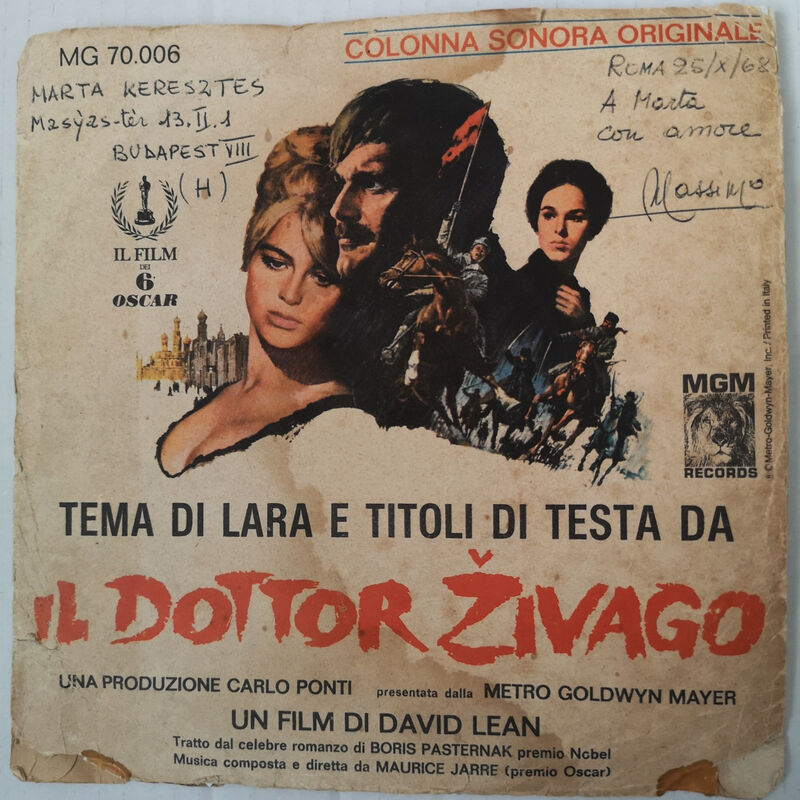 MG 70.006
COLONNA SONORA ORIGINALE
MARTA KERESZTES
Masỳas-tèr 13.II.1
BUDAPEST VIII
(H)
ROMA 25/X/68
A Marta
con amore
Massimo
IL FILM
DEI
6
OSCAR
MGM
RECORDS
© Metro-Goldwyn-Mayer, Inc. / Printed in Italy
TEMA DI LARA E TITOLI DI TESTA DA
IL DOTTOR ŽIVAGO
UNA PRODUZIONE CARLO PONTI presentata dalla METRO GOLDWYN MAYER
UN FILM DI DAVID LEAN
Tratto dal celebre romanzo di BORIS PASTERNAK premio Nobel
Musica composta e diretta da MAURICE JARRE (premio Oscar)